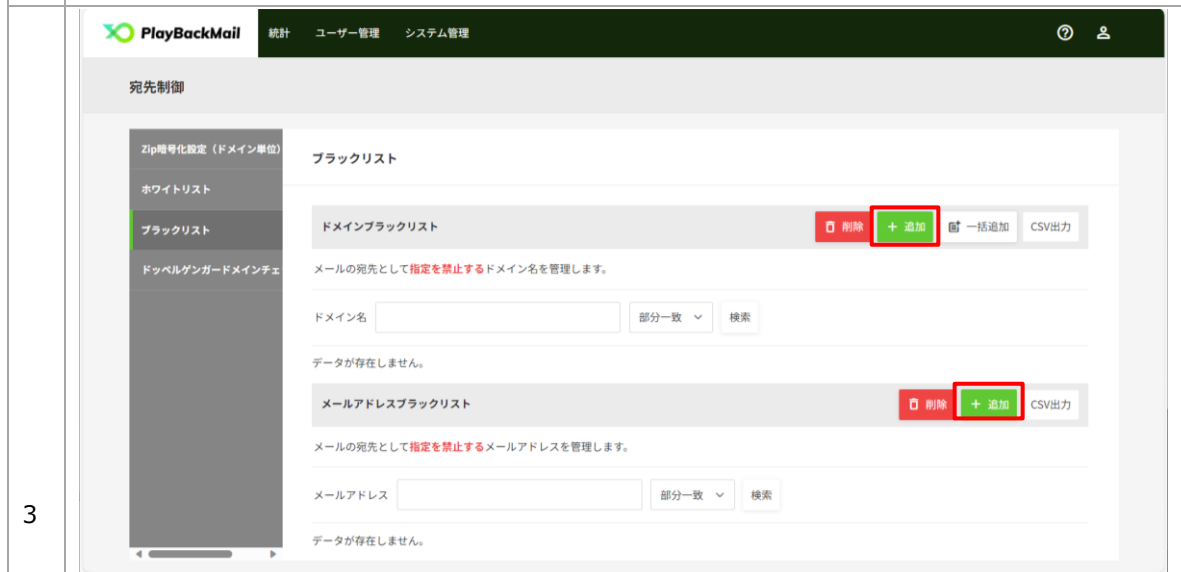 PlayBackMail 統計 ユーザー管理 システム管理
宛先制御
Zip暗号化設定（ドメイン単位）
ホワイトリスト
ブラックリスト
ドッペルゲンガードメインチェ
ブラックリスト
ドメインブラックリスト 削除 + 追加 一括追加 CSV出力
メールの宛先として指定を禁止するドメイン名を管理します。
ドメイン名 部分一致 検索
データが存在しません。
メールアドレスブラックリスト 削除 + 追加 CSV出力
メールの宛先として指定を禁止するメールアドレスを管理します。
メールアドレス 部分一致 検索
データが存在しません。
3